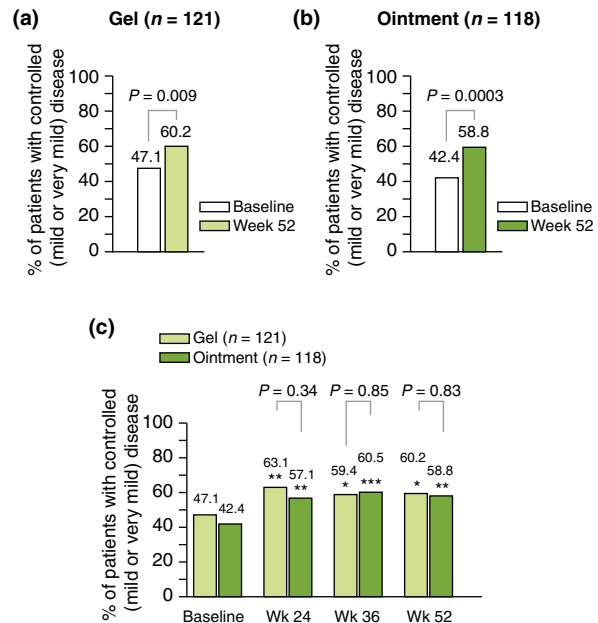 (a) Gel (n = 121)
% of patients with controlled
(mild or very mild) disease
100
80
60
40
20
0
P = 0.009
47.1
60.2
Baseline
Week 52
(b) Ointment (n = 118)
% of patients with controlled
(mild or very mild) disease
100
80
60
40
20
0
P = 0.0003
42.4
58.8
Baseline
Week 52
(c)
Gel (n = 121)
Ointment (n = 118)
% of patients with controlled
(mild or very mild) disease
100
80
60
40
20
0
P = 0.34 P = 0.85 P = 0.83
47.1 42.4
63.1 57.1
** **
59.4 60.5
* ***
60.2 58.8
* **
Baseline Wk 24 Wk 36 Wk 52